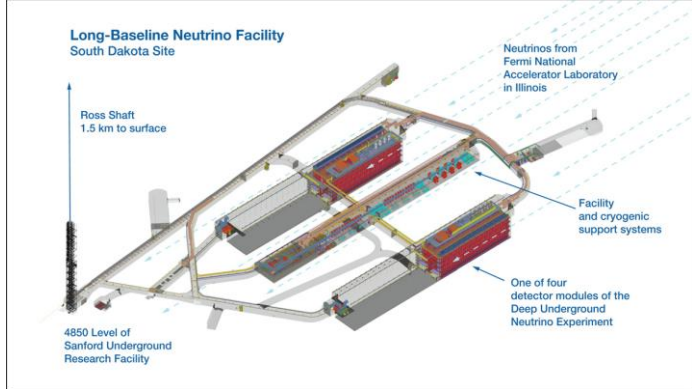 Long-Baseline Neutrino Facility
South Dakota Site
Neutrinos from
Fermi National
Accelerator Laboratory
in Illinois
Ross Shaft
1.5 km to surface
Facility
and cryogenic
support systems
One of four
detector modules of the
Deep Underground
Neutrino Experiment
4850 Level of
Sanford Underground
Research Facility